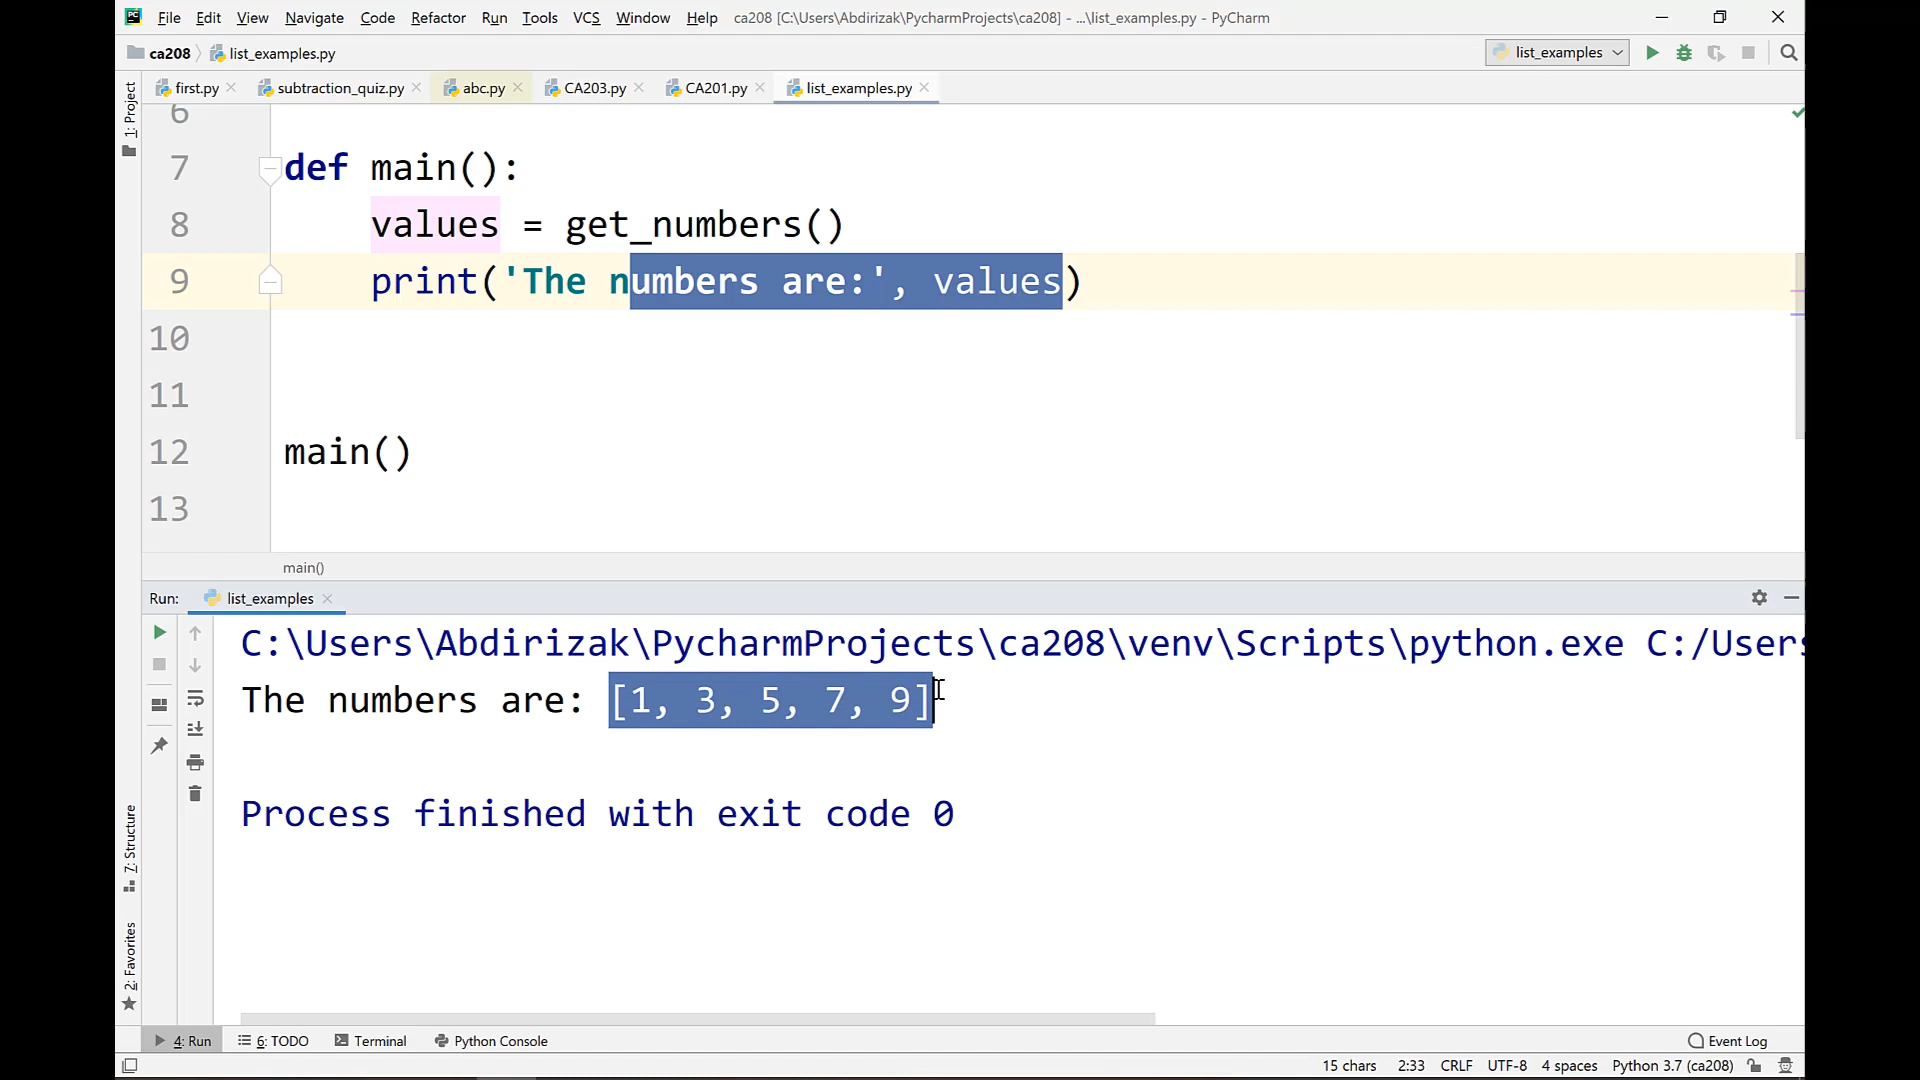 File Edit View Navigate Code Refactor Run Tools VCS Window Help ca208 [C:\Users\Abdirizak\PycharmProjects\ca208] - ...\list_examples.py - PyCharm
ca208 list_examples.py list_examples
first.py subtraction_quiz.py abc.py CA203.py CA201.py list_examples.py
1: Project
6
7 def main():
8 values = get_numbers()
9 print('The numbers are:', values)
10
11
12 main()
13
main()
Run: list_examples
C:\Users\Abdirizak\PycharmProjects\ca208\venv\Scripts\python.exe C:/Users
The numbers are: [1, 3, 5, 7, 9]
Process finished with exit code 0
7: Structure
2: Favorites
4: Run 6: TODO Terminal Python Console Event Log
15 chars 2:33 CRLF UTF-8 4 spaces Python 3.7 (ca208)